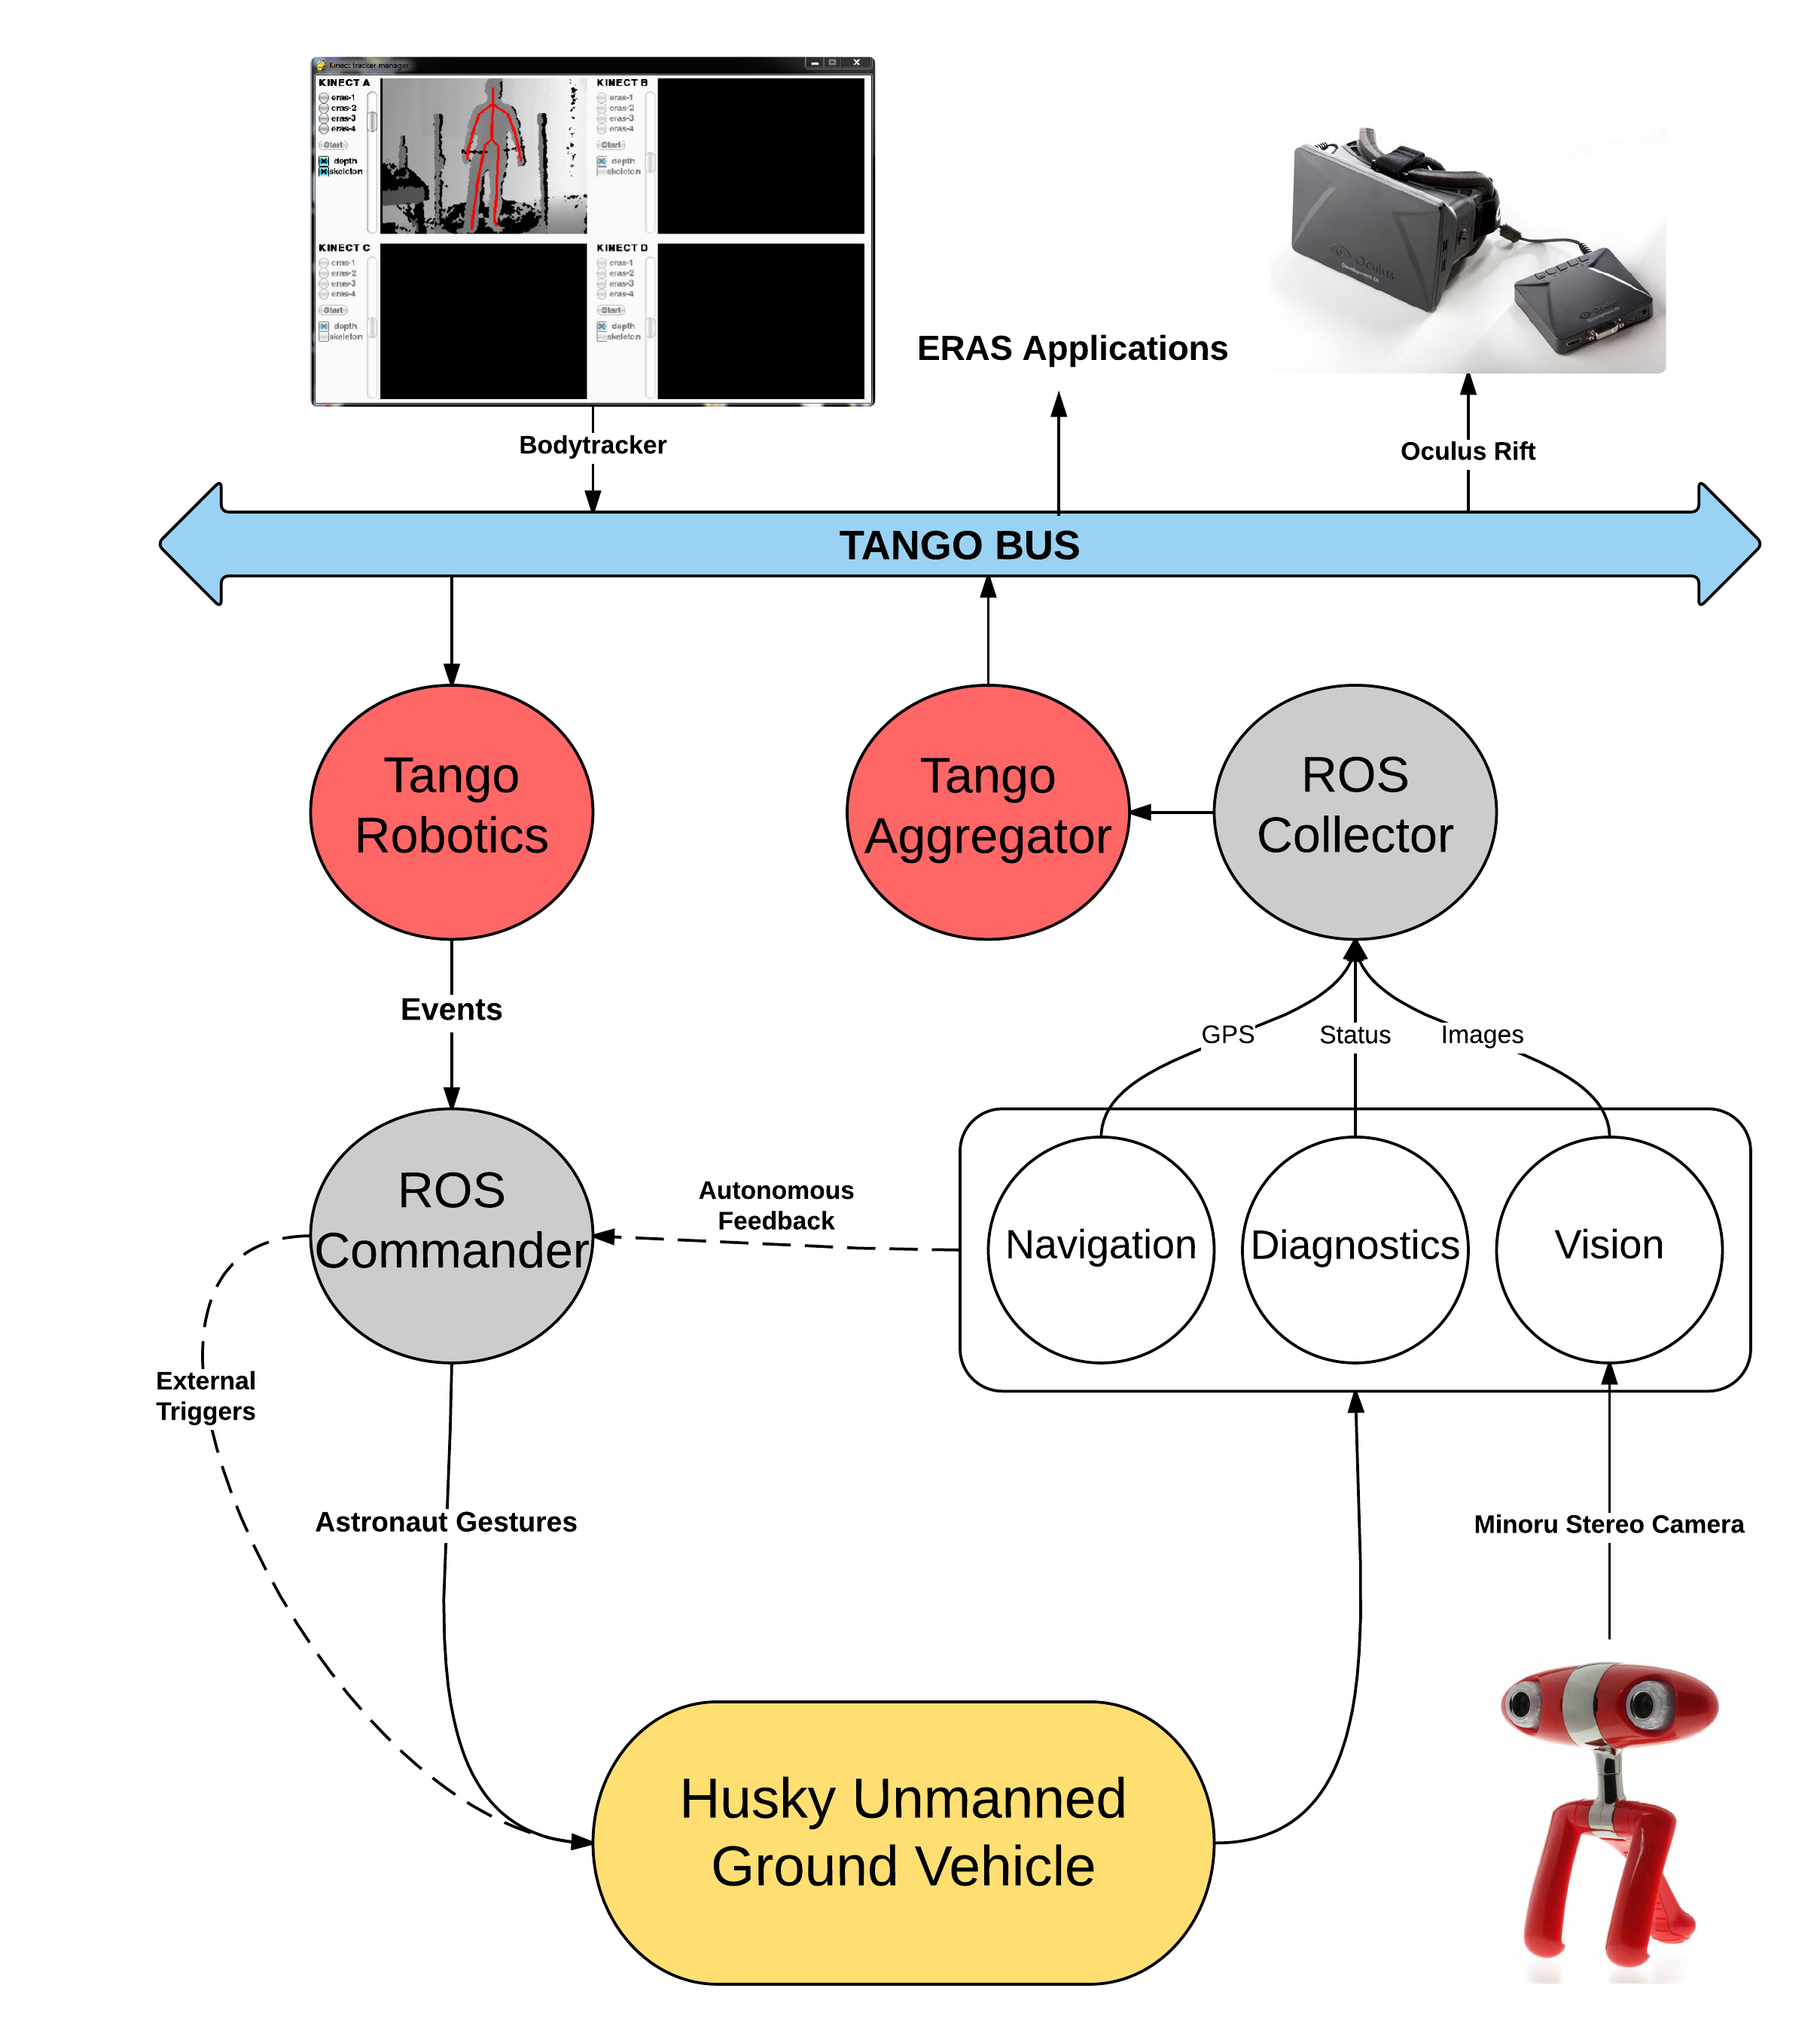 Kinect tracker manager
KINECT A
eras-1
eras-2
eras-3
eras-4
Start
depth
skeleton
KINECT B
eras-1
eras-2
eras-3
eras-4
Start
depth
skeleton
KINECT C
eras-1
eras-2
eras-3
eras-4
Start
depth
skeleton
KINECT D
eras-1
eras-2
eras-3
eras-4
Start
depth
skeleton
Oculus
Oculus
ERAS Applications
Bodytracker
Oculus Rift
TANGO BUS
Tango
Robotics
Tango
Aggregator
ROS
Collector
Events
GPS
Status
Images
ROS
Commander
Autonomous
Feedback
Navigation
Diagnostics
Vision
External
Triggers
Astronaut Gestures
Minoru Stereo Camera
Husky Unmanned
Ground Vehicle